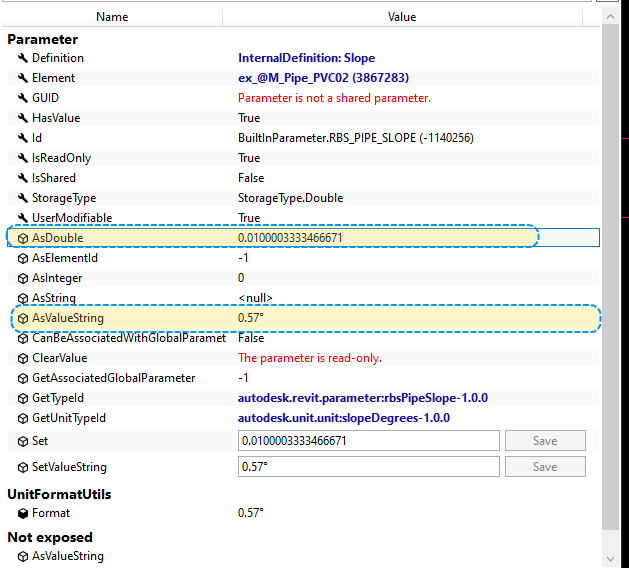 Name Value
Parameter
Definition InternalDefinition: Slope
Element ex_@M_Pipe_PVC02 (3867283)
GUID Parameter is not a shared parameter.
HasValue True
Id BuiltInParameter.RBS_PIPE_SLOPE (-1140256)
IsReadOnly True
IsShared False
StorageType StorageType.Double
UserModifiable True
AsDouble 0.0100003333466671
AsElementId -1
AsInteger 0
AsString <null>
AsValueString 0.57°
CanBeAssociatedWithGlobalParamet False
ClearValue The parameter is read-only.
GetAssociatedGlobalParameter -1
GetTypeId autodesk.revit.parameter:rbsPipeSlope-1.0.0
GetUnitTypeId autodesk.unit.unit:slopeDegrees-1.0.0
Set 0.0100003333466671 Save
SetValueString 0.57° Save
UnitFormatUtils
Format 0.57°
Not exposed
AsValueString